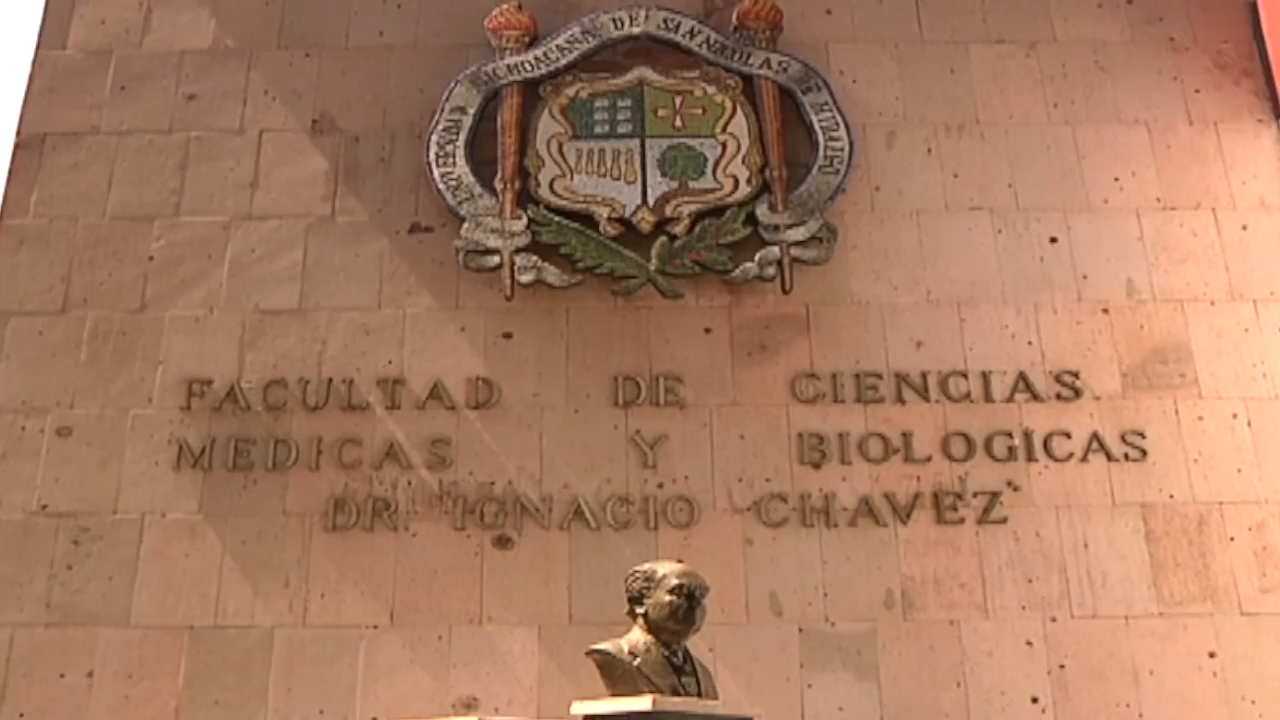 UNIVERSIDAD MICHOACANA DE SAN NICOLAS DE HIDALGO
FACULTAD DE CIENCIAS
MEDICAS Y BIOLOGICAS
DR. IGNACIO CHAVEZ"